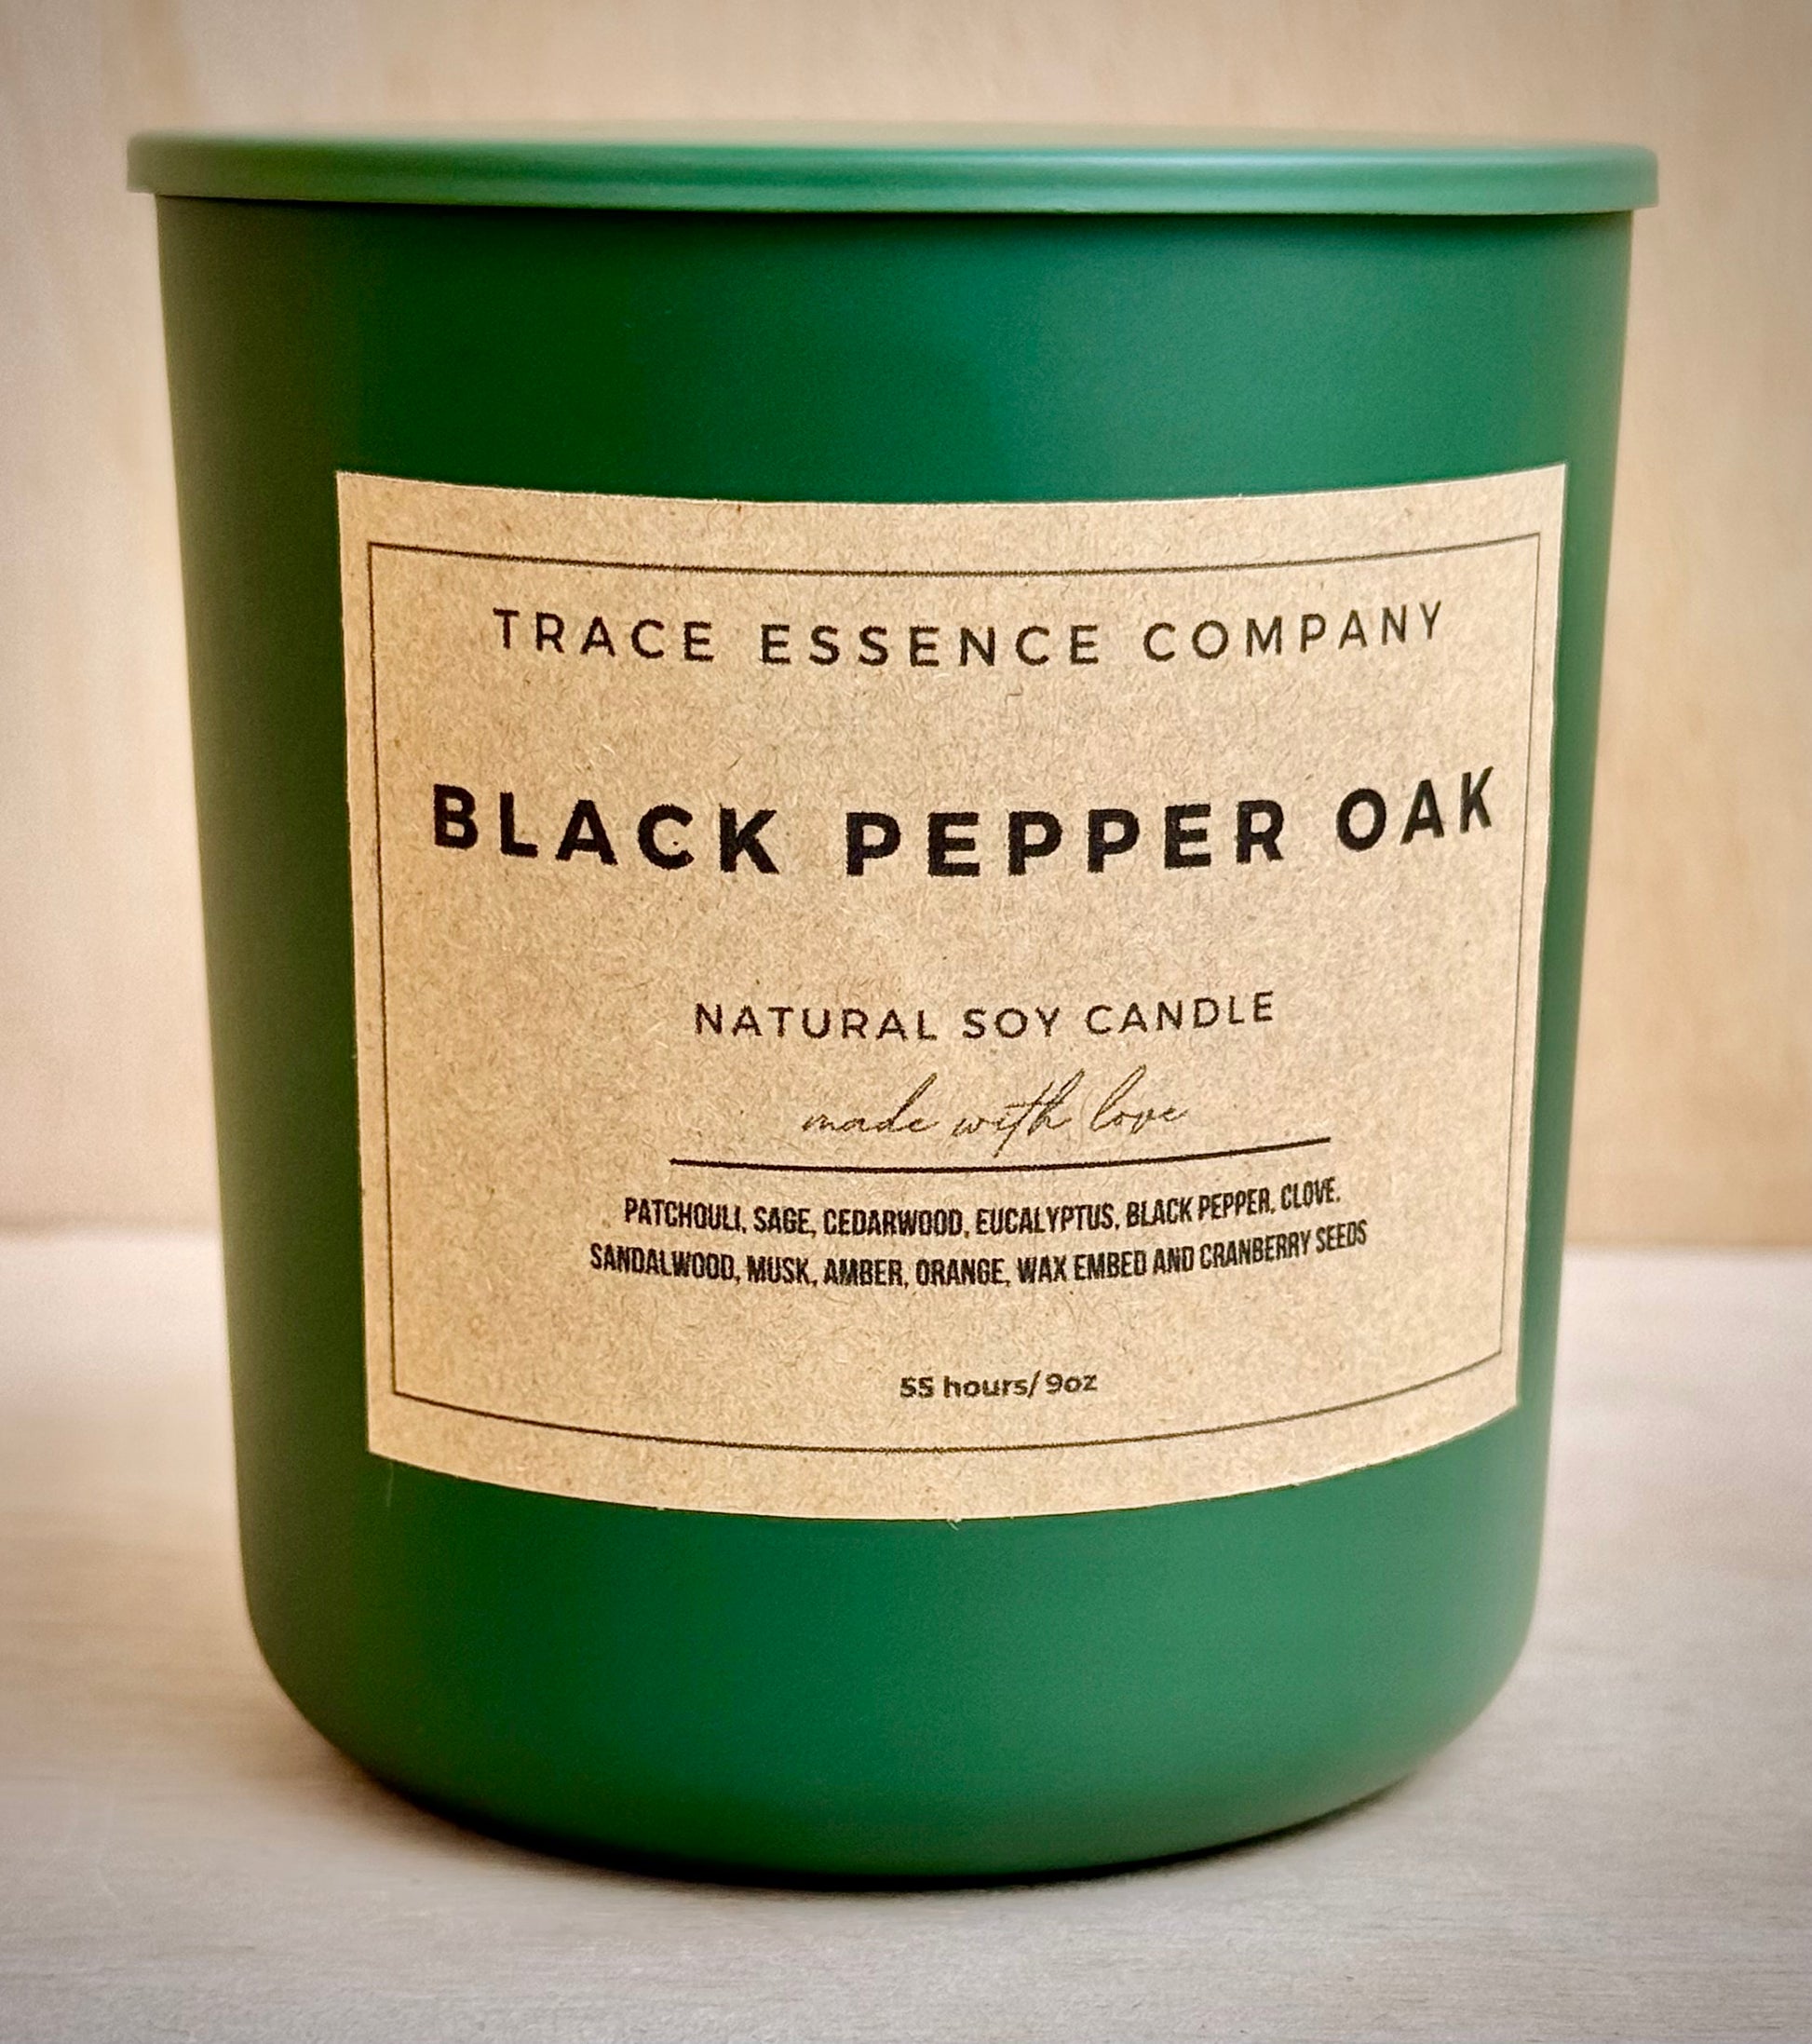 TRACE ESSENCE COMPANY
BLACK PEPPER OAK
NATURAL SOY CANDLE
made with love
PATCHOULI, SAGE, CEDARWOOD, EUCALYPTUS, BLACK PEPPER, CLOVE,
SANDALWOOD, MUSK, AMBER, ORANGE, WAX EMBED AND CRANBERRY SEEDS
55 hours/ 9oz